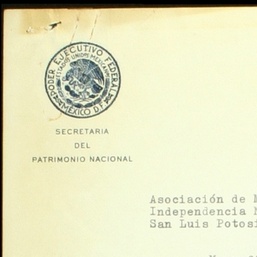 PODER EJECUTIVO FEDERAL
ESTADOS UNIDOS MEXICANOS
MEXICO D.F.
SECRETARIA
DEL
PATRIMONIO NACIONAL
Asociación de M
Independencia N
San Luis Potosí